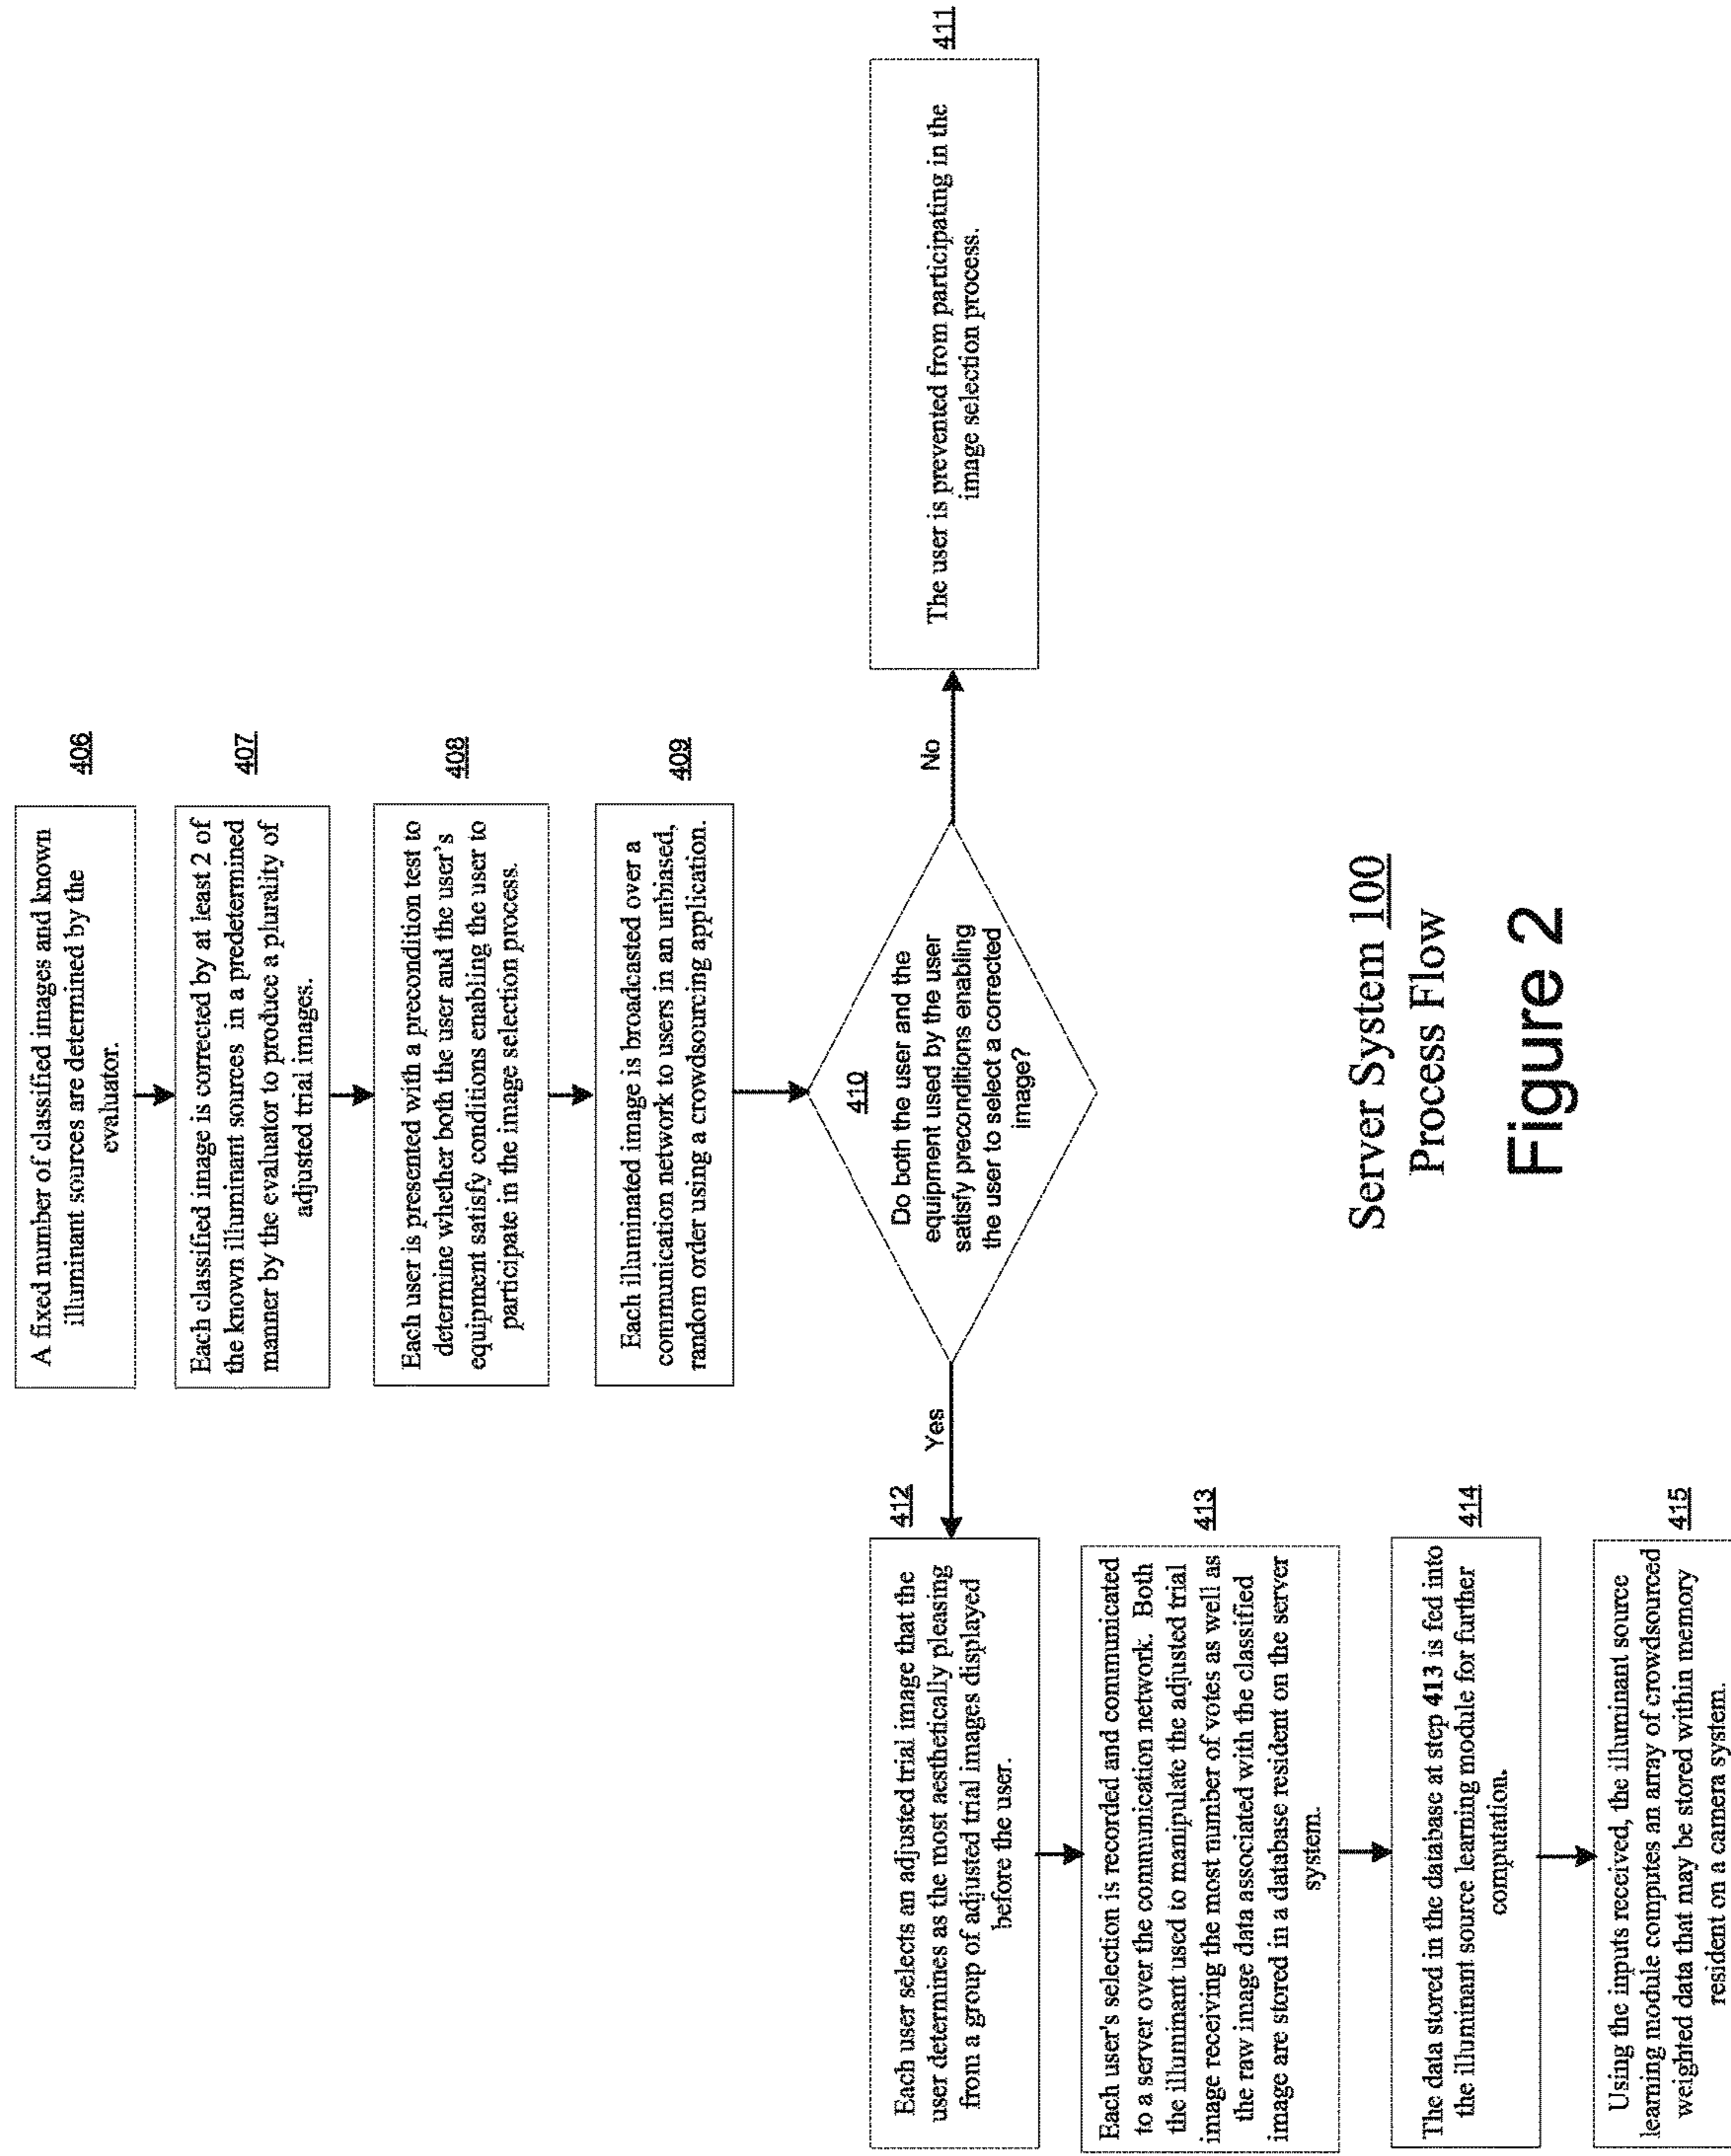 406
A fixed number of classified images and known
illuminant sources are determined by the
evaluator.
407
Each classified image is corrected by at least 2 of
the known illuminant sources in a predetermined
manner by the evaluator to produce a plurality of
adjusted trial images.
408
Each user is presented with a precondition test to
determine whether both the user and the user's
equipment satisfy conditions enabling the user to
participate in the image selection process.
409
Each illuminated image is broadcasted over a
communication network to users in an unbiased,
random order using a crowdsourcing application.
410
Do both the user and the
equipment used by the user
satisfy preconditions enabling
the user to select a corrected
image?
No
411
The user is prevented from participating in the
image selection process.
Yes
412
Each user selects an adjusted trial image that the
user determines as the most aesthetically pleasing
from a group of adjusted trial images displayed
before the user.
413
Each user's selection is recorded and communicated
to a server over the communication network. Both
the illuminant used to manipulate the adjusted trial
image receiving the most number of votes as well as
the raw image data associated with the classified
image are stored in a database resident on the server
system.
414
The data stored in the database at step 413 is fed into
the illuminant source learning module for further
computation.
415
Using the inputs received, the illuminant source
learning module computes an array of crowdsourced
weighted data that may be stored within memory
resident on a camera system.
Server System 100
Process Flow
Figure 2